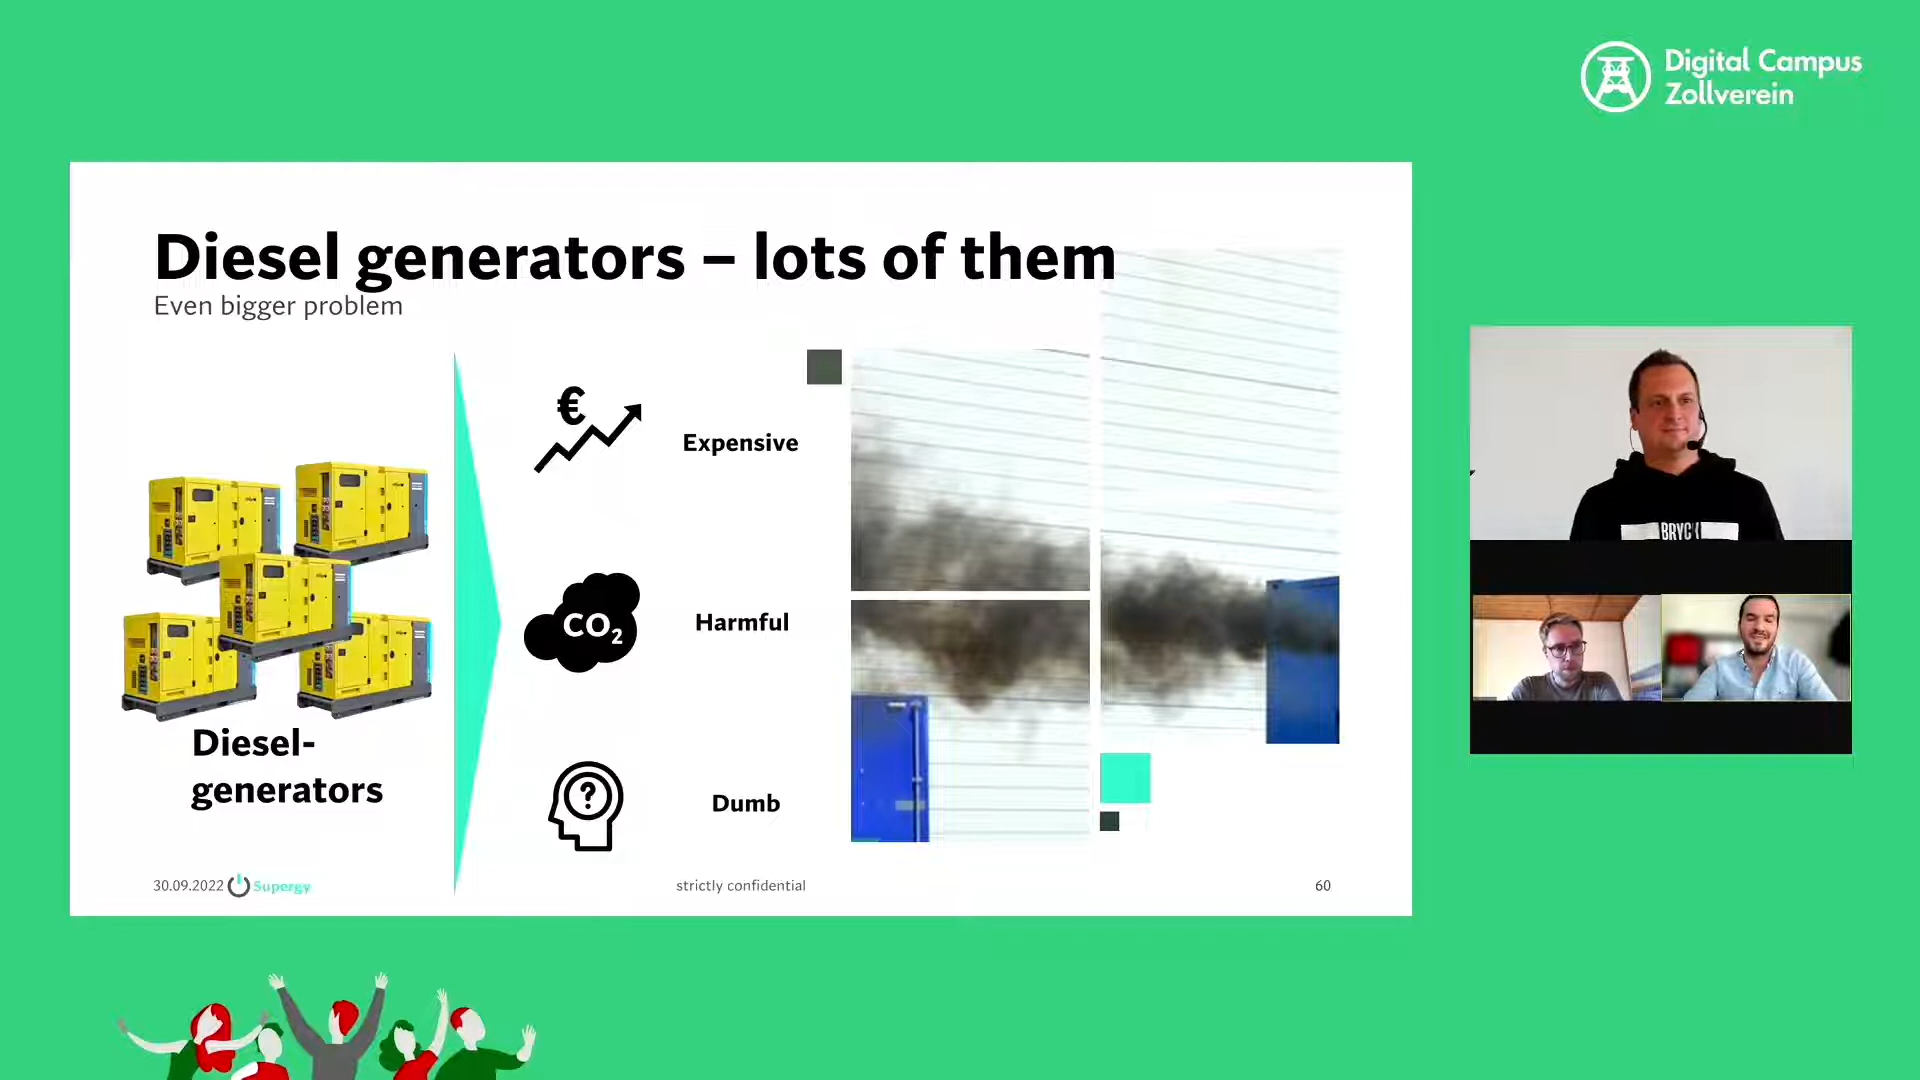 Digital Campus
Zollverein
Diesel generators – lots of them
Even bigger problem
€
Expensive
CO₂
Harmful
?
Dumb
Diesel-
generators
30.09.2022 Supergy
strictly confidential
60